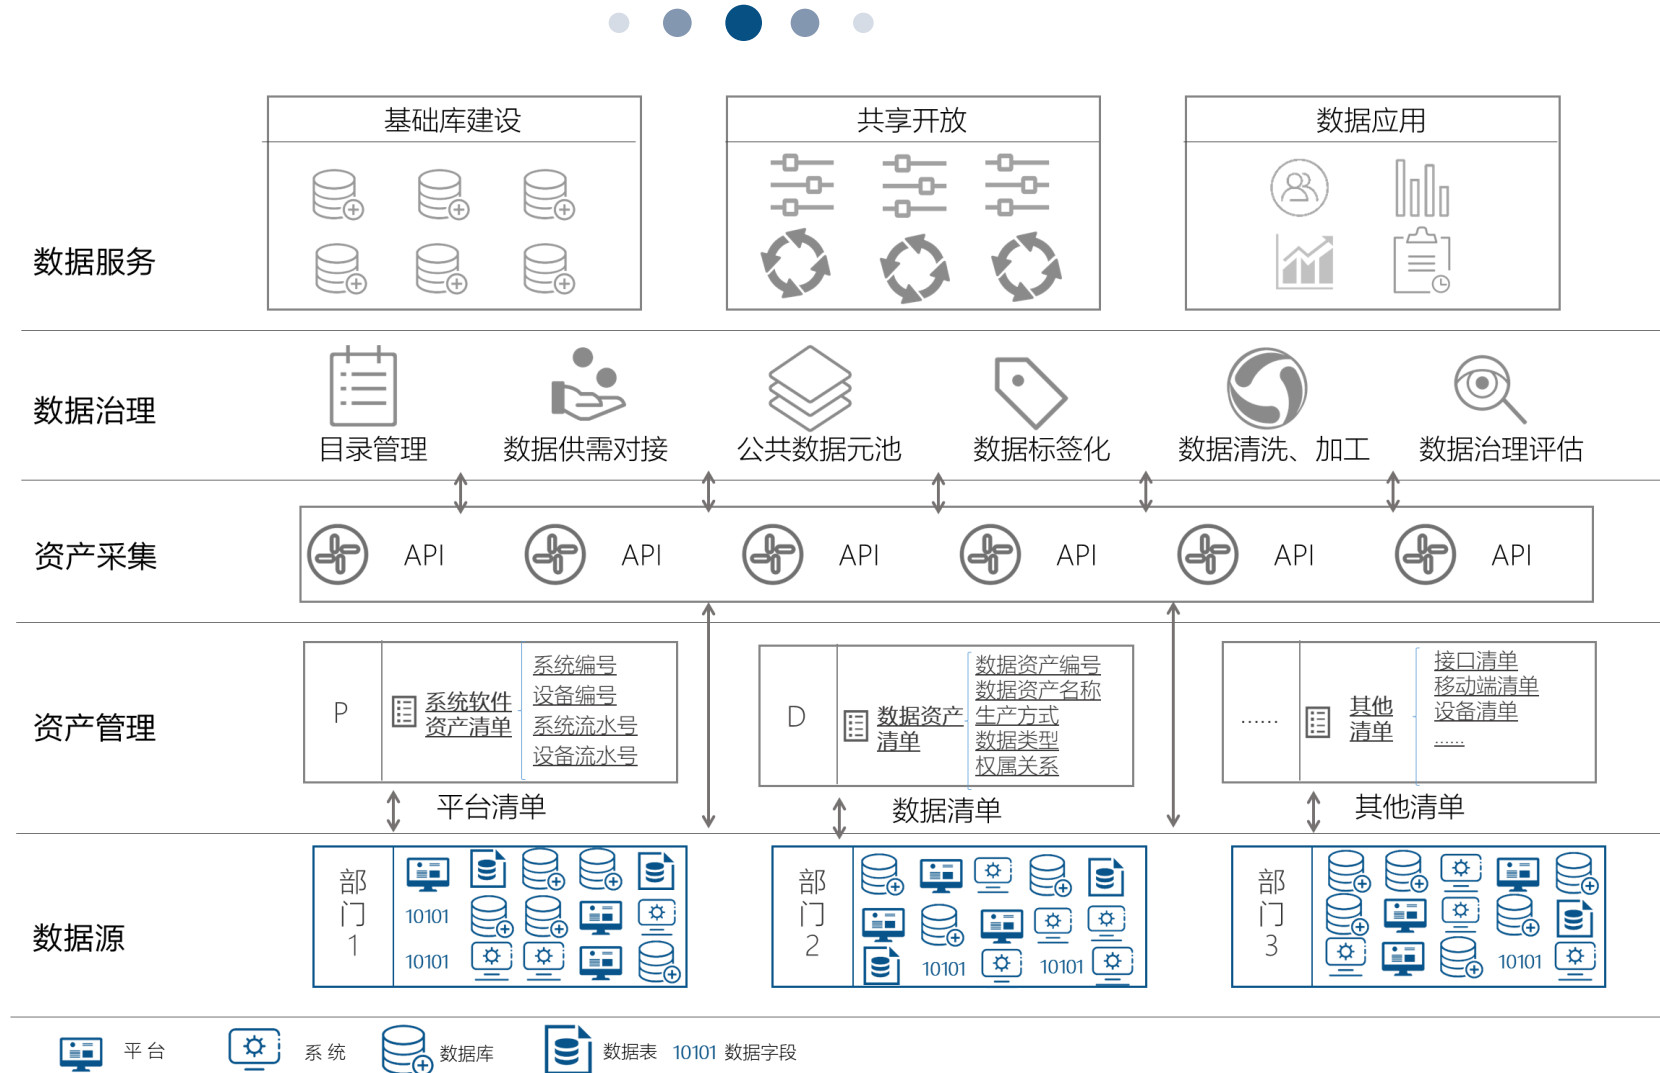 基础库建设
共享开放
数据应用
数据服务
数据治理
目录管理
数据供需对接
公共数据元池
数据标签化
数据清洗、加工
数据治理评估
资产采集
API
API
API
API
API
API
资产管理
P
系统软件
资产清单
系统编号
设备编号
系统流水号
设备流水号
D
数据资产
清单
数据资产编号
数据资产名称
生产方式
数据类型
权属关系
......
其他
清单
接口清单
移动端清单
设备清单
......
平台清单
数据清单
其他清单
数据源
部
门
1
10101
10101
部
门
2
10101
10101
部
门
3
10101
平台
系统
数据库
数据表
10101 数据字段